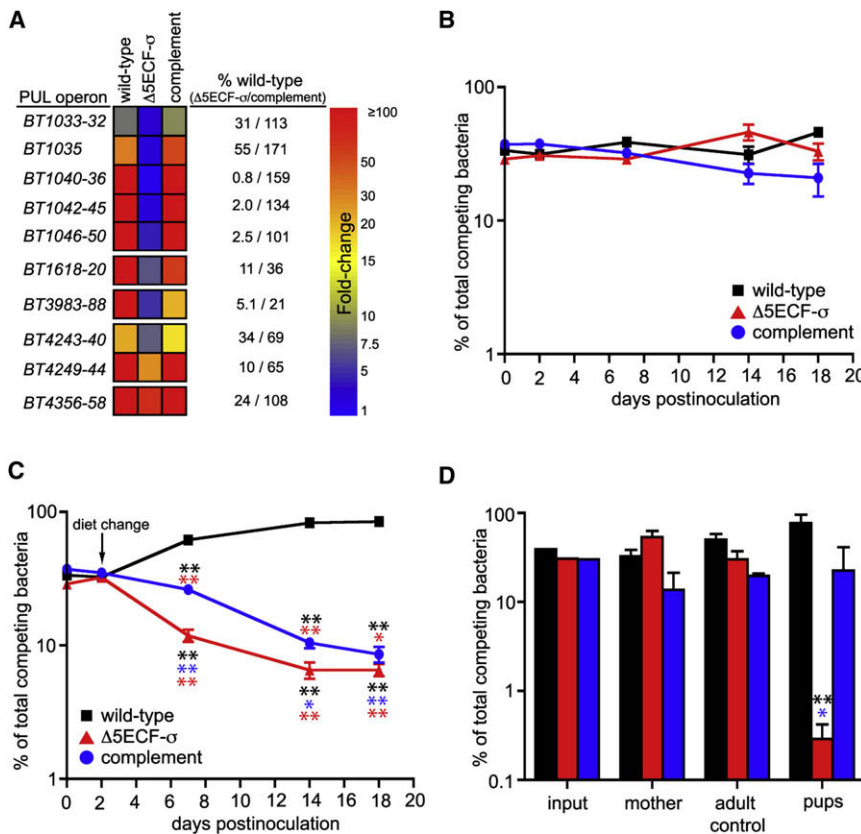 A
wild-type
Δ5ECF-σ
complement
% wild-type
PUL operon
(Δ5ECF-σ/complement)
BT1033-32
31 / 113
BT1035
55 / 171
BT1040-36
0.8 / 159
BT1042-45
2.0 / 134
BT1046-50
2.5 / 101
BT1618-20
11 / 36
BT3983-88
5.1 / 21
BT4243-40
34 / 69
BT4249-44
10 / 65
BT4356-58
24 / 108
Fold-change
≥100
50
30
20
10
7.5
5
1
B
% of total competing bacteria
100
10
1
wild-type
Δ5ECF-σ
complement
0 2 4 6 8 10 12 14 16 18 20
days postinoculation
C
% of total competing bacteria
100
10
1
diet change
**
**
**
**
**
*
**
**
**
**
*
**
**
**
**
wild-type
Δ5ECF-σ
complement
0 2 4 6 8 10 12 14 16 18 20
days postinoculation
D
% of total competing bacteria
100
10
1
0.1
**
*
input
mother
adult
control
pups